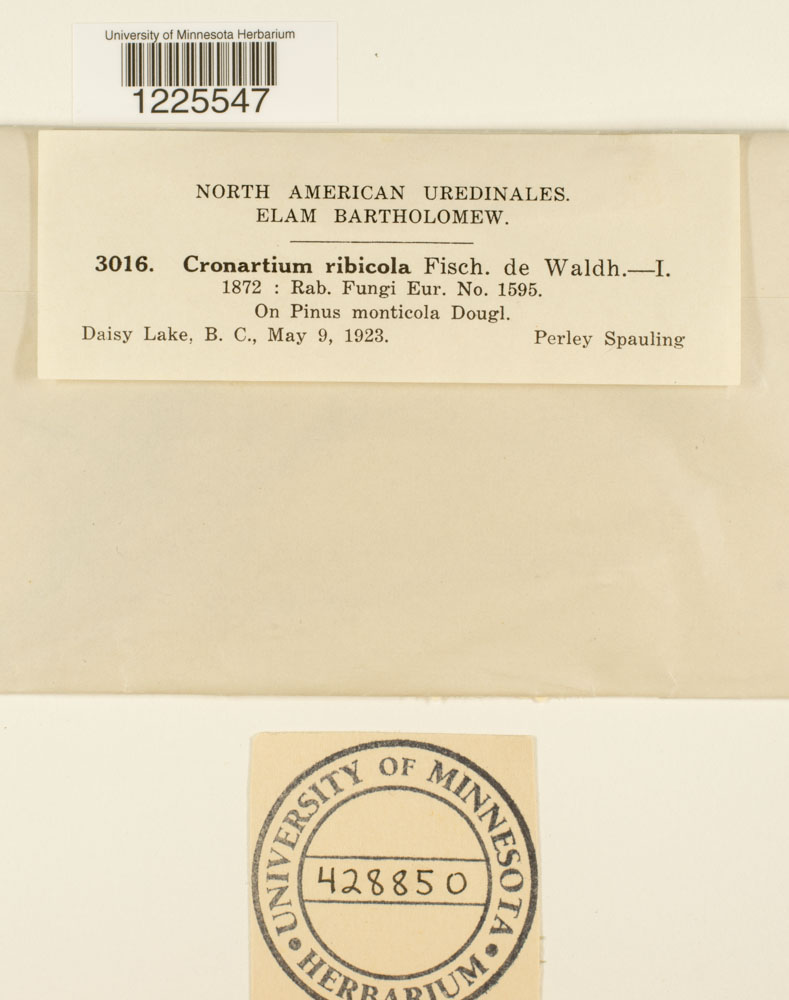 University of Minnesota Herbarium
1225547
NORTH AMERICAN UREDINALES.
ELAM BARTHOLOMEW.
3016. Cronartium ribicola Fisch. de Waldh.—I.
1872 : Rab. Fungi Eur. No. 1595.
On Pinus monticola Dougl.
Daisy Lake, B. C., May 9, 1923. Perley Spauling
UNIVERSITY OF MINNESOTA
428850
• HERBARIUM •